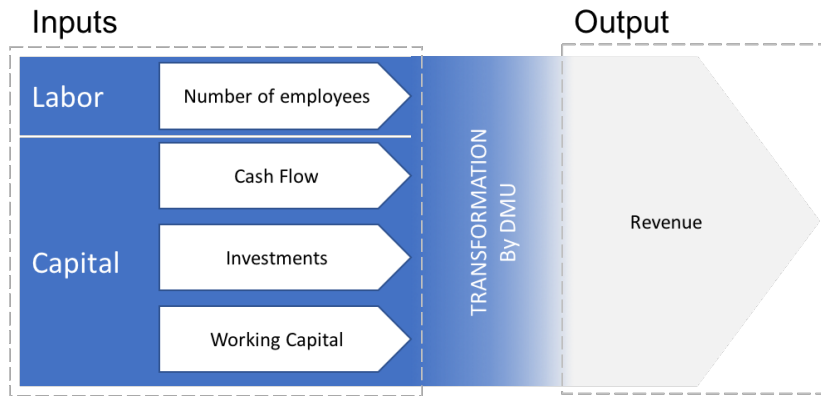 Inputs
Output
Labor
Number of employees
Capital
Cash Flow
Investments
Working Capital
TRANSFORMATION
By DMU
Revenue